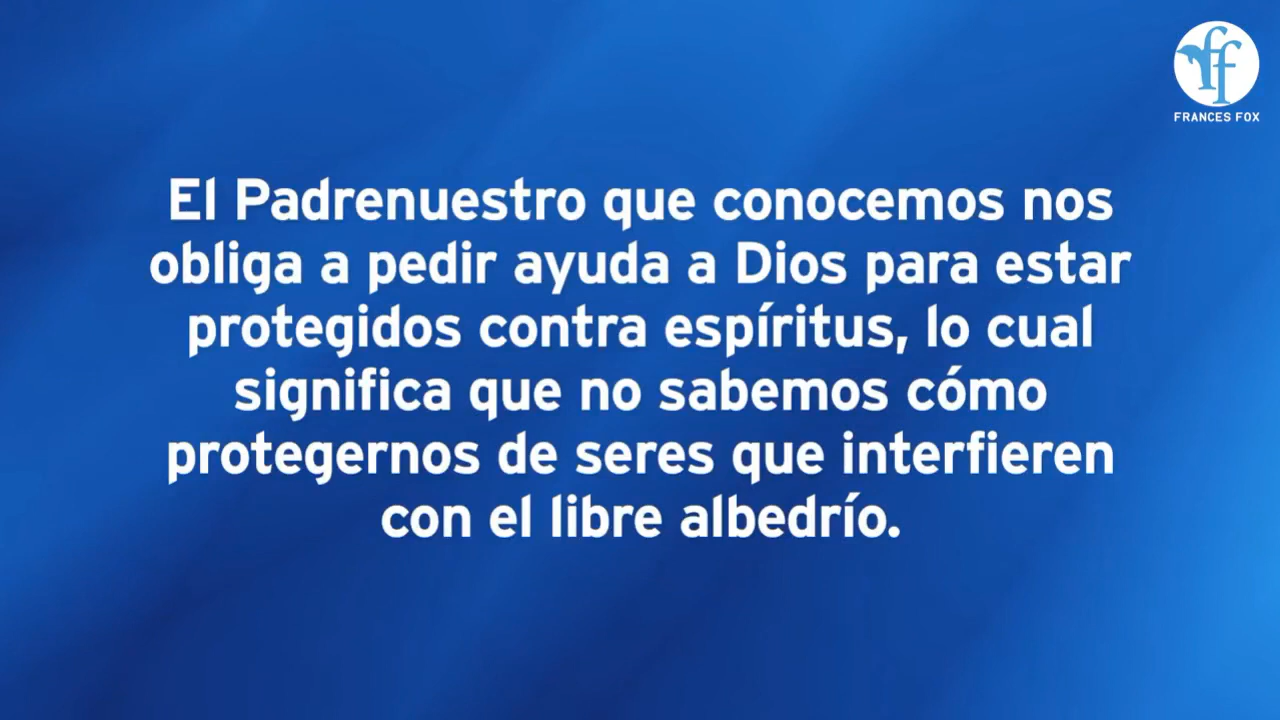 ff
FRANCES FOX
El Padrenuestro que conocemos nos
obliga a pedir ayuda a Dios para estar
protegidos contra espíritus, lo cual
significa que no sabemos cómo
protegernos de seres que interfieren
con el libre albedrío.